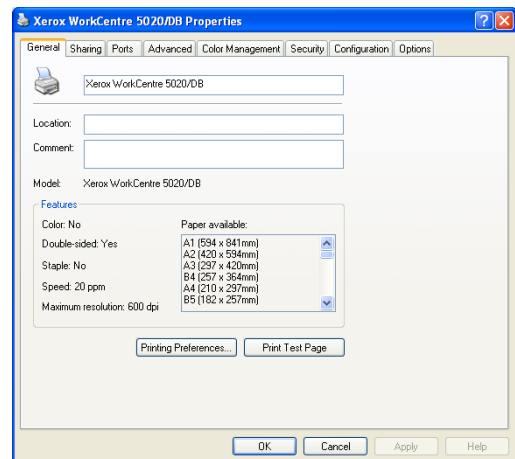 Xerox WorkCentre 5020/DB Properties
General Sharing Ports Advanced Color Management Security Configuration Options
Xerox WorkCentre 5020/DB
Location:
Comment:
Model: Xerox WorkCentre 5020/DB
Features
Color: No Paper available:
Double-sided: Yes A1 (594 x 841mm)
A2 (420 x 594mm)
Staple: No A3 (297 x 420mm)
B4 (257 x 364mm)
Speed: 20 ppm A4 (210 x 297mm)
Maximum resolution: 600 dpi B5 (182 x 257mm)
Printing Preferences... Print Test Page
OK Cancel Apply Help